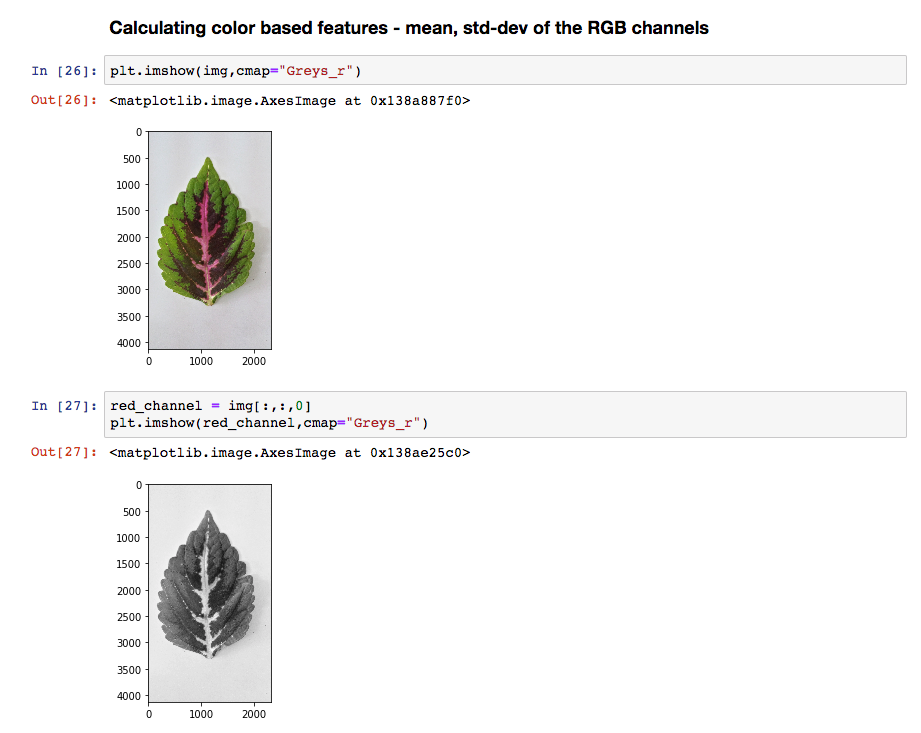 Calculating color based features - mean, std-dev of the RGB channels
In [26]: plt.imshow(img,cmap="Greys_r")
Out[26]: <matplotlib.image.AxesImage at 0x138a887f0>
0
500
1000
1500
2000
2500
3000
3500
4000
0 1000 2000
In [27]: red_channel = img[:,:,0]
plt.imshow(red_channel,cmap="Greys_r")
Out[27]: <matplotlib.image.AxesImage at 0x138ae25c0>
0
500
1000
1500
2000
2500
3000
3500
4000
0 1000 2000